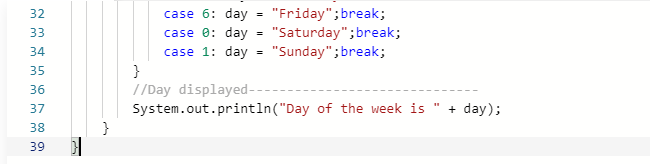 32 case 6: day = "Friday";break;
33 case 0: day = "Saturday";break;
34 case 1: day = "Sunday";break;
35 }
36 //Day displayed------------------------------
37 System.out.println("Day of the week is " + day);
38 }
39 }